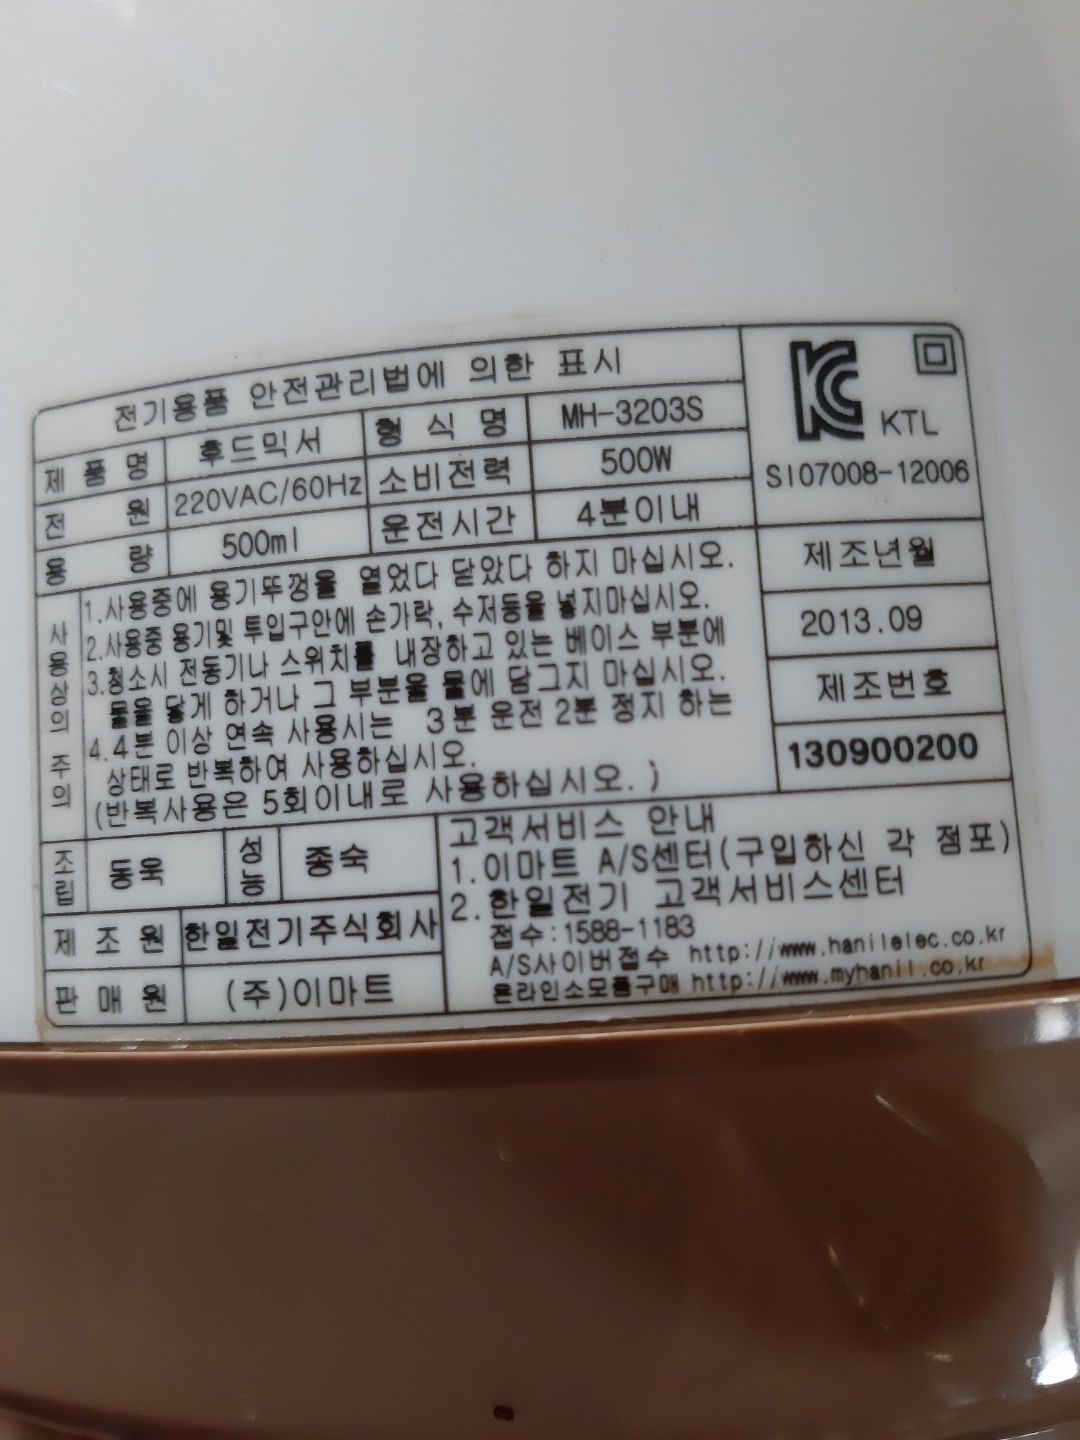 전기용품 안전관리법에 의한 표시
제품명 후드믹서 형식명 MH-3203S
전원 220VAC/60Hz 소비전력 500W
용량 500ml 운전시간 4분이내
KC KTL
SI07008-12006
제조년월
2013.09
제조번호
130900200
사용상의 주의
1.사용중에 용기뚜껑을 열었다 닫았다 하지 마십시오.
2.사용중 용기및 투입구안에 손가락, 수저등을 넣지마십시오.
3.청소시 전동기나 스위치를 내장하고 있는 베이스 부분에
물을 닿게 하거나 그 부분을 물에 담그지 마십시오.
4.4분 이상 연속 사용시는 3분 운전 2분 정지 하는
상태로 반복하여 사용하십시오.
(반복사용은 5회이내로 사용하십시오.)
조립 동욱 성능 종숙
제조원 한일전기주식회사
판매원 (주)이마트
고객서비스 안내
1.이마트 A/S센터(구입하신 각 점포)
2.한일전기 고객서비스센터
접수:1588-1183
A/S사이버접수 http://www.hanilelec.co.kr
온라인소모품구매 http://www.myhanil.co.kr